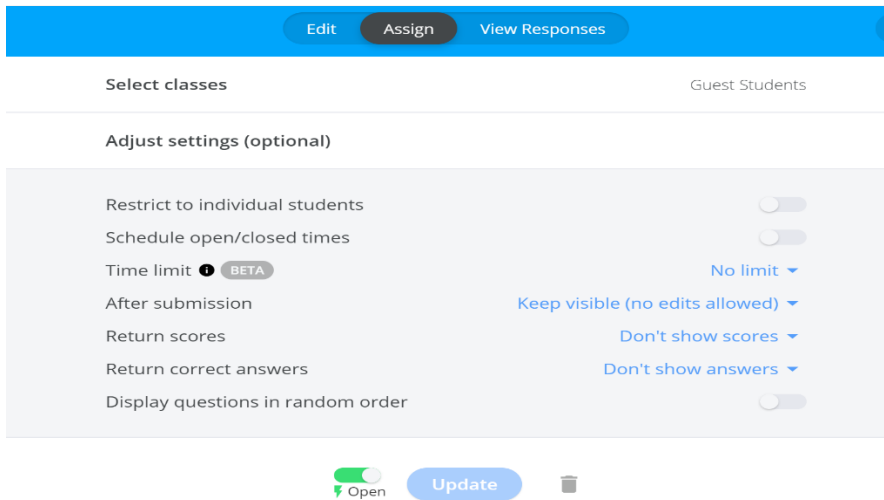 Edit Assign View Responses
Select classes Guest Students
Adjust settings (optional)
Restrict to individual students
Schedule open/closed times
Time limit i BETA No limit
After submission Keep visible (no edits allowed)
Return scores Don't show scores
Return correct answers Don't show answers
Display questions in random order
Open Update